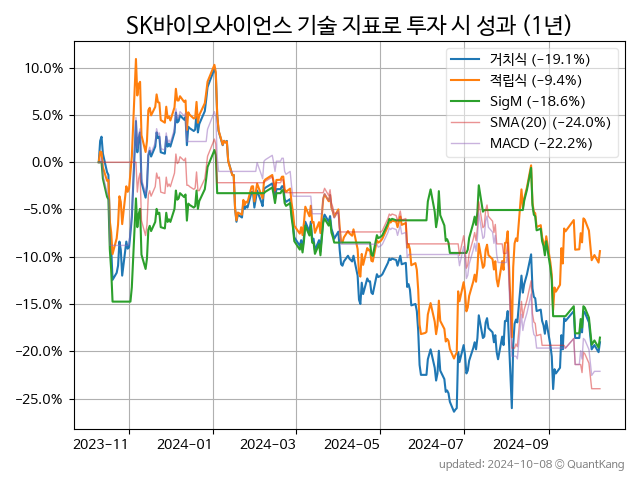 SK바이오사이언스 기술 지표로 투자 시 성과 (1년)
거치식 (−19.1%)
적립식 (−9.4%)
SigM (−18.6%)
SMA(20) (−24.0%)
MACD (−22.2%)
10.0%
5.0%
0.0%
−5.0%
−10.0%
−15.0%
−20.0%
−25.0%
2023−11 2024−01 2024−03 2024−05 2024−07 2024−09
updated: 2024−10−08 © QuantKang